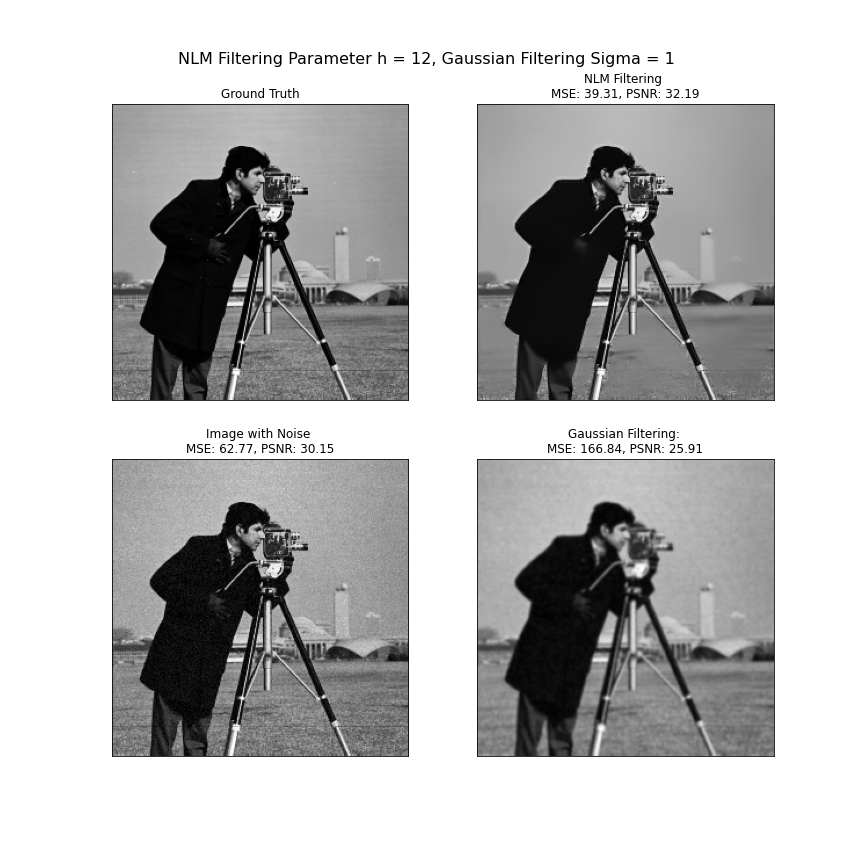 NLM Filtering Parameter h = 12, Gaussian Filtering Sigma = 1
Ground Truth
NLM Filtering
MSE: 39.31, PSNR: 32.19
Image with Noise
MSE: 62.77, PSNR: 30.15
Gaussian Filtering:
MSE: 166.84, PSNR: 25.91